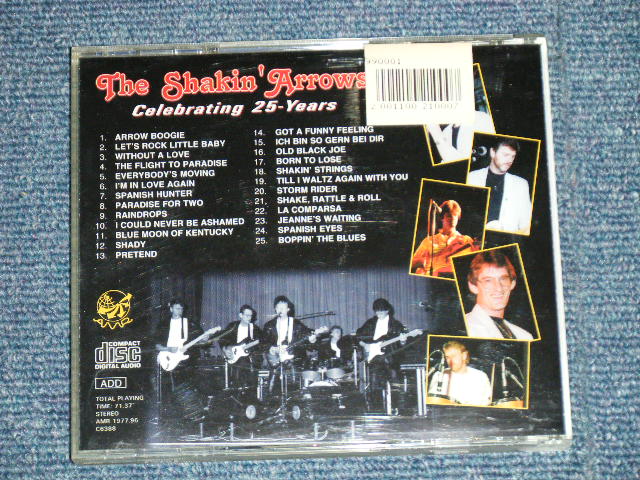 The Shakin' Arrows
Celebrating 25-Years
990001
2 001100 210007
1. ARROW BOOGIE
2. LET'S ROCK LITTLE BABY
3. WITHOUT A LOVE
4. THE FLIGHT TO PARADISE
5. EVERYBODY'S MOVING
6. I'M IN LOVE AGAIN
7. SPANISH HUNTER
8. PARADISE FOR TWO
9. RAINDROPS
10. I COULD NEVER BE ASHAMED
11. BLUE MOON OF KENTUCKY
12. SHADY
13. PRETEND
14. GOT A FUNNY FEELING
15. ICH BIN SO GERN BEI DIR
16. OLD BLACK JOE
17. BORN TO LOSE
18. SHAKIN' STRINGS
19. TILL I WALTZ AGAIN WITH YOU
20. STORM RIDER
21. SHAKE, RATTLE & ROLL
22. LA COMPARSA
23. JEANNE'S WAITING
24. SPANISH EYES
25. BOPPIN' THE BLUES
COMPACT
disc
DIGITAL AUDIO
ADD
TOTAL PLAYING
TIME: 71.37"
STEREO
AMR 1977.96
C6388